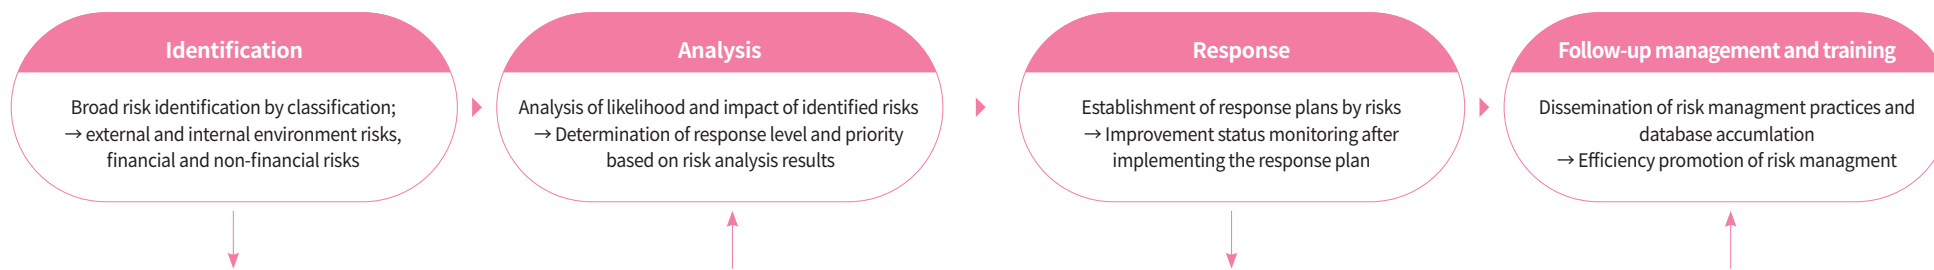 Identification
Broad risk identification by classification;
→ external and internal environment risks,
financial and non-financial risks
Analysis
Analysis of likelihood and impact of identified risks
→ Determination of response level and priority
based on risk analysis results
Response
Establishment of response plans by risks
→ Improvement status monitoring after
implementing the response plan
Follow-up management and training
Dissemination of risk managment practices and
database accumlation
→ Efficiency promotion of risk managment